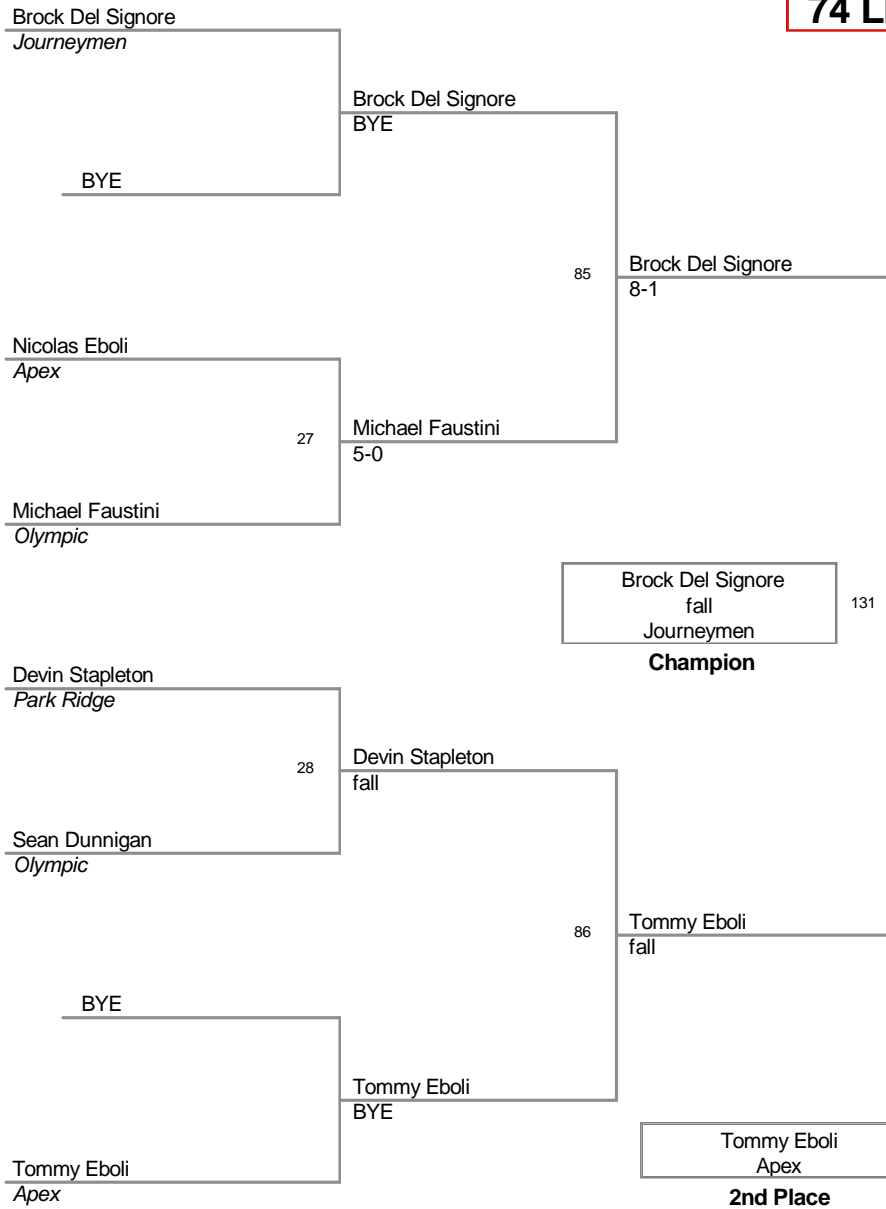 74 L
Brock Del Signore
Journeymen
Brock Del Signore
BYE
BYE
85
Brock Del Signore
8-1
Nicolas Eboli
Apex
27
Michael Faustini
5-0
Michael Faustini
Olympic
Brock Del Signore
fall
Journeymen
131
Champion
Devin Stapleton
Park Ridge
28
Devin Stapleton
fall
Sean Dunnigan
Olympic
86
Tommy Eboli
fall
BYE
Tommy Eboli
BYE
Tommy Eboli
Apex
2nd Place
Tommy Eboli
Apex